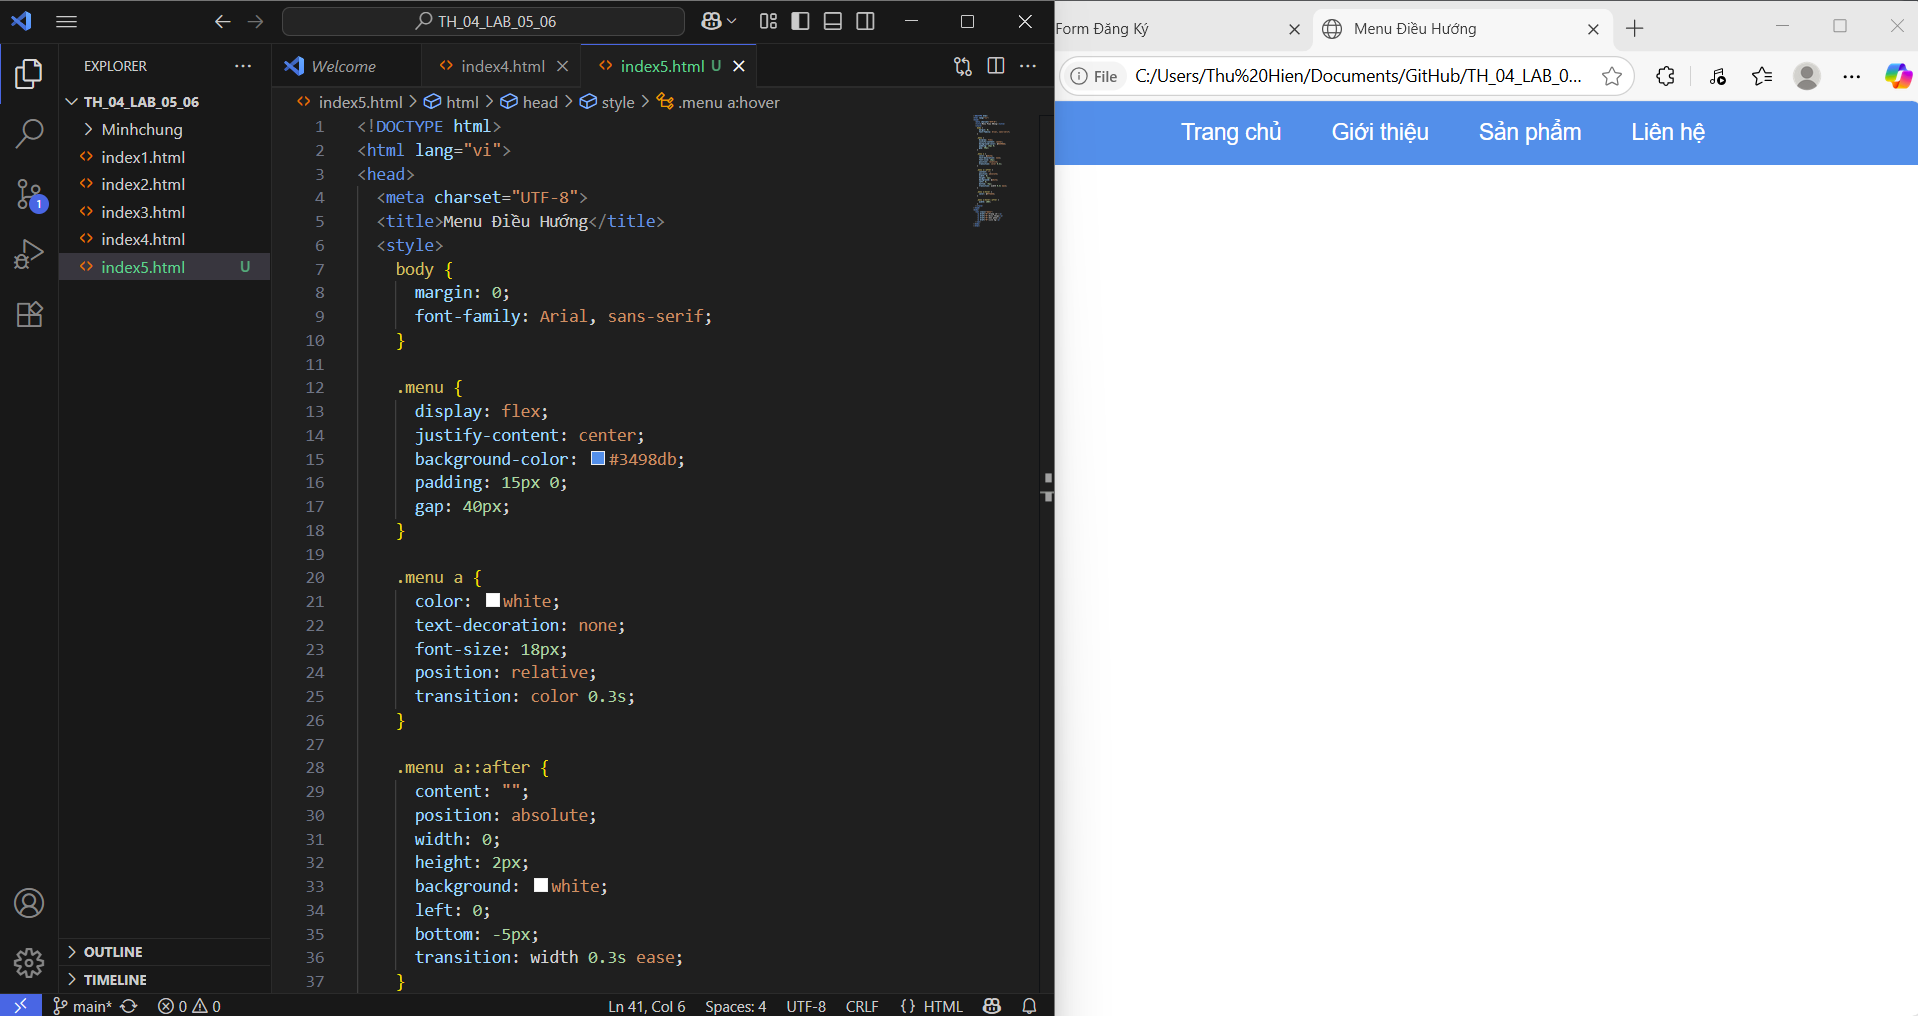 TH_04_LAB_05_06
EXPLORER
TH_04_LAB_05_06
Minhchung
index1.html
index2.html
index3.html
index4.html
index5.html U
OUTLINE
TIMELINE
Welcome
index4.html
index5.html U
index5.html > html > head > style > .menu a:hover
1 <!DOCTYPE html>
2 <html lang="vi">
3 <head>
4 <meta charset="UTF-8">
5 <title>Menu Điều Hướng</title>
6 <style>
7 body {
8 margin: 0;
9 font-family: Arial, sans-serif;
10 }
11
12 .menu {
13 display: flex;
14 justify-content: center;
15 background-color: #3498db;
16 padding: 15px 0;
17 gap: 40px;
18 }
19
20 .menu a {
21 color: white;
22 text-decoration: none;
23 font-size: 18px;
24 position: relative;
25 transition: color 0.3s;
26 }
27
28 .menu a::after {
29 content: "";
30 position: absolute;
31 width: 0;
32 height: 2px;
33 background: white;
34 left: 0;
35 bottom: -5px;
36 transition: width 0.3s ease;
37 }
1
main* 0 0 Ln 41, Col 6 Spaces: 4 UTF-8 CRLF {} HTML
Form Đăng Ký
Menu Điều Hướng
File C:/Users/Thu%20Hien/Documents/GitHub/TH_04_LAB_0...
Trang chủ Giới thiệu Sản phẩm Liên hệ